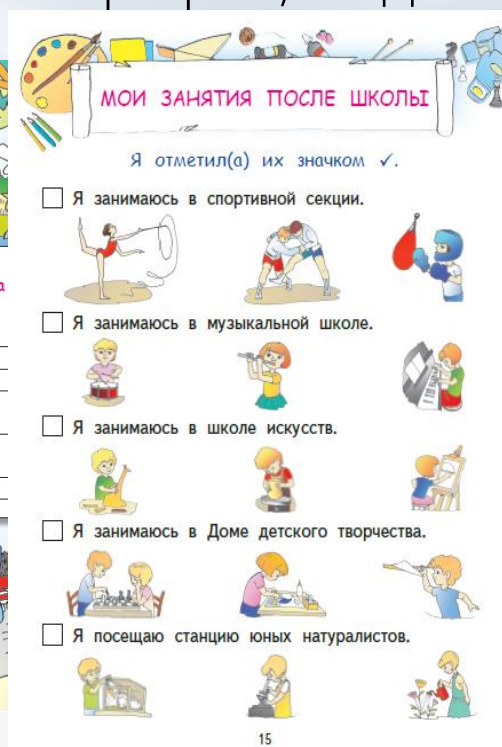 МОИ ЗАНЯТИЯ ПОСЛЕ ШКОЛЫ
Я отметил(а) их значком ✓.
Я занимаюсь в спортивной секции.
Я занимаюсь в музыкальной школе.
Я занимаюсь в школе искусств.
Я занимаюсь в Доме детского творчества.
Я посещаю станцию юных натуралистов.
15